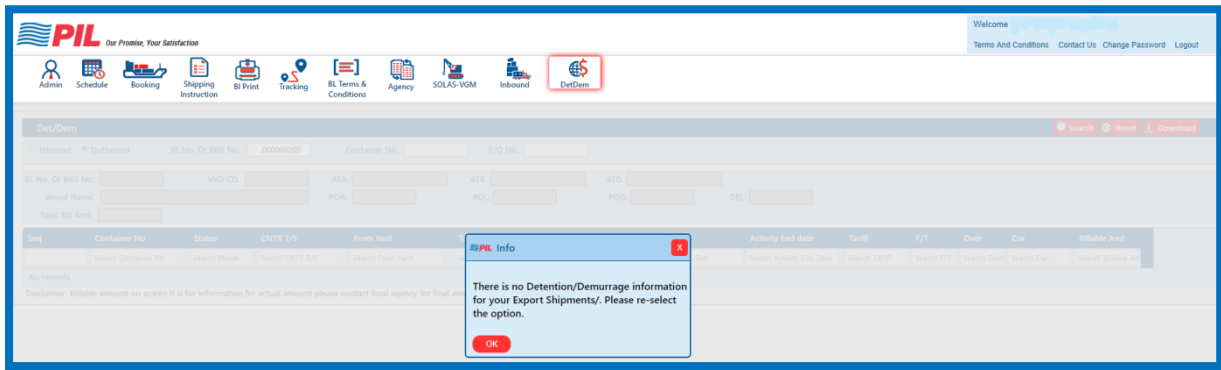 PIL Our Promise, Your Satisfaction
Welcome
Terms And Conditions Contact Us Change Password Logout
Admin Schedule Booking Shipping Instruction Bl Print Tracking BL Terms & Conditions Agency SOLAS-VGM Inbound DetDem
Det/Dem Search Reset Download
Inbound Outbound BL No. Or BKG No. .000009200 Container No. P/O No.
BL No. Or BKG No. VVD CD. ATA. ATB. ATD.
Vessel Name. POR. POL. POD. DEL.
Total Bill Amt:
Seq Container No Status CNTR T/S From Yard Activity End date Tariff F/T Over Cur Billable Amt
Search Container No Search Status Search CNTR T/S Search From Yard End Search Activity End Date Search Tariff Search F/T Search Over Search Cur Search Billable
No records
Disclaimer: Billable amount on screen it is for information,for actual amount please contact local agency for final
PIL Info X
There is no Detention/Demurrage information
for your Export Shipments/. Please re-select
the option.
OK